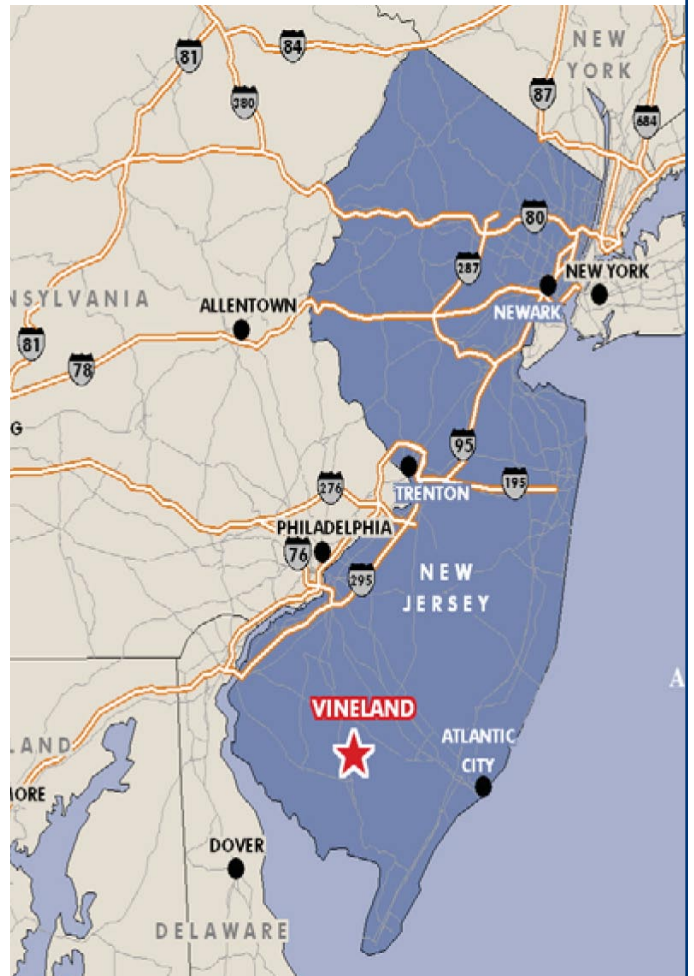 81
84
NEW
YORK
380
87
684
80
287
NEW YORK
NSYLVANIA
ALLENTOWN
NEWARK
81
78
G
95
276
TRENTON
195
PHILADELPHIA
76
295
NEW
JERSEY
A
VINELAND
LAND
ATLANTIC
CITY
MORE
DOVER
DELAWARE